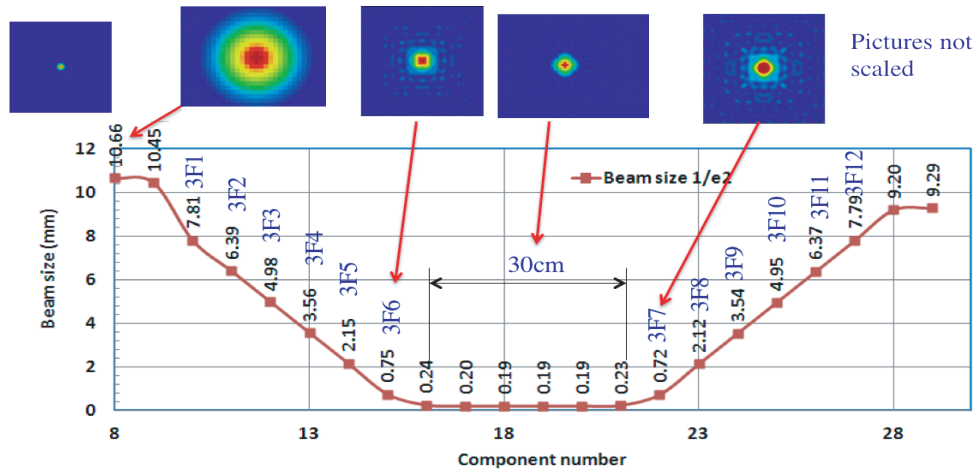 Pictures not
scaled
12
10
8
6
4
2
0
Beam size (mm)
10.66
10.45
7.81
6.39
4.98
3.56
2.15
0.75
0.24
0.20
0.19
0.19
0.19
0.23
0.72
2.12
3.54
4.95
6.37
7.79
9.20
9.29
3F1
3F2
3F3
3F4
3F5
3F6
3F7
3F8
3F9
3F10
3F11
3F12
Beam size 1/e2
30cm
8
13
18
23
28
Component number